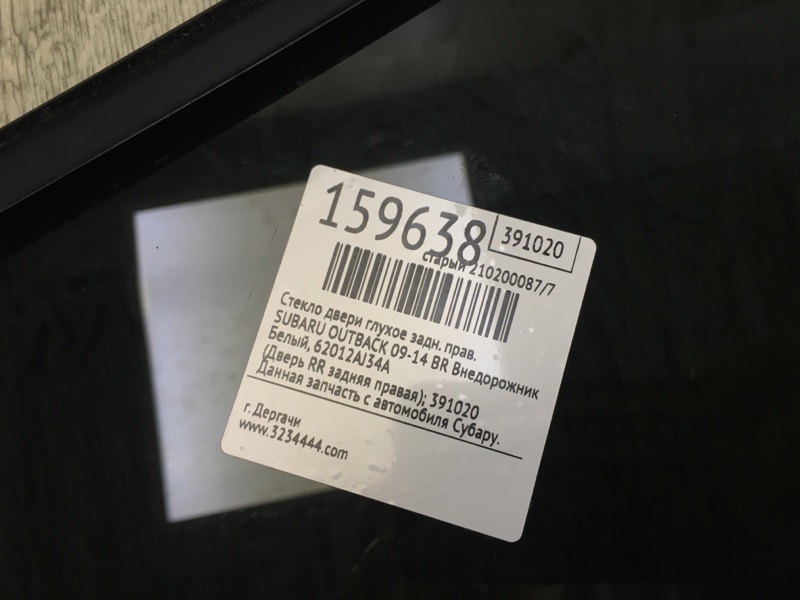 159638
391020
старый 210200087/7
Стекло двери глухое задн. прав.
SUBARU OUTBACK 09-14 BR Внедорожник
Белый, 62012AJ34A
(Дверь RR задняя правая); 391020
Данная запчасть с автомобиля Субару.
г. Дергачи
www.3234444.com